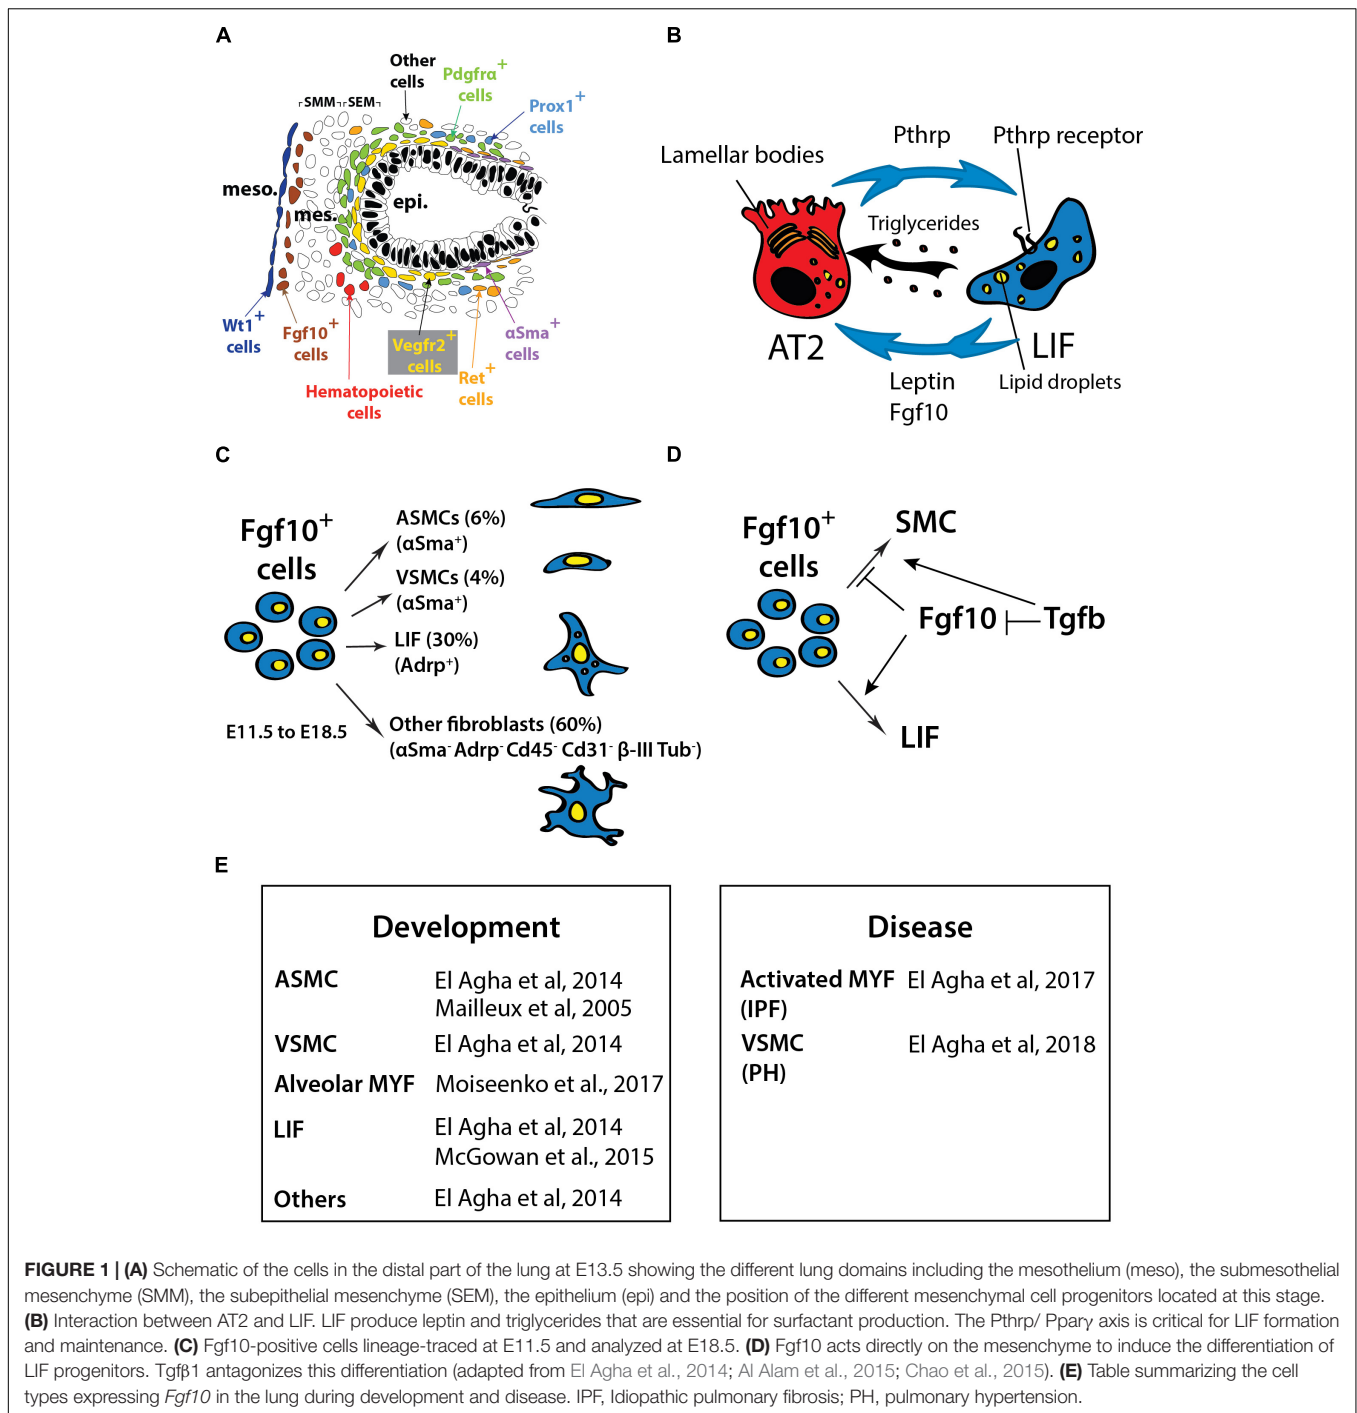 A
Other
cells
Pdgfrα+
cells
Prox1+
cells
SMM
SEM
meso.
mes.
epi.
Wt1+
cells
Fgf10+
cells
Hematopoietic
cells
Vegfr2+
cells
Ret+
cells
αSma+
cells
B
Pthrp
Pthrp receptor
Lamellar bodies
Triglycerides
AT2
LIF
Leptin
Fgf10
Lipid droplets
C
Fgf10+
cells
ASMCs (6%)
(αSma+)
VSMCs (4%)
(αSma+)
LIF (30%)
(Adrp+)
E11.5 to E18.5
Other fibroblasts (60%)
(αSma- Adrp- Cd45- Cd31- β-III Tub-)
D
Fgf10+
cells
SMC
Fgf10
Tgfb
LIF
E
Development
ASMC El Agha et al, 2014
Mailleux et al, 2005
VSMC El Agha et al, 2014
Alveolar MYF Moiseenko et al., 2017
LIF El Agha et al, 2014
McGowan et al., 2015
Others El Agha et al, 2014
Disease
Activated MYF El Agha et al, 2017
(IPF)
VSMC El Agha et al, 2018
(PH)
FIGURE 1 | (A) Schematic of the cells in the distal part of the lung at E13.5 showing the different lung domains including the mesothelium (meso), the submesothelial
mesenchyme (SMM), the subepithelial mesenchyme (SEM), the epithelium (epi) and the position of the different mesenchymal cell progenitors located at this stage.
(B) Interaction between AT2 and LIF. LIF produce leptin and triglycerides that are essential for surfactant production. The Pthrp/ Pparγ axis is critical for LIF formation
and maintenance. (C) Fgf10-positive cells lineage-traced at E11.5 and analyzed at E18.5. (D) Fgf10 acts directly on the mesenchyme to induce the differentiation of
LIF progenitors. Tgfβ1 antagonizes this differentiation (adapted from El Agha et al., 2014; Al Alam et al., 2015; Chao et al., 2015). (E) Table summarizing the cell
types expressing Fgf10 in the lung during development and disease. IPF, Idiopathic pulmonary fibrosis; PH, pulmonary hypertension.